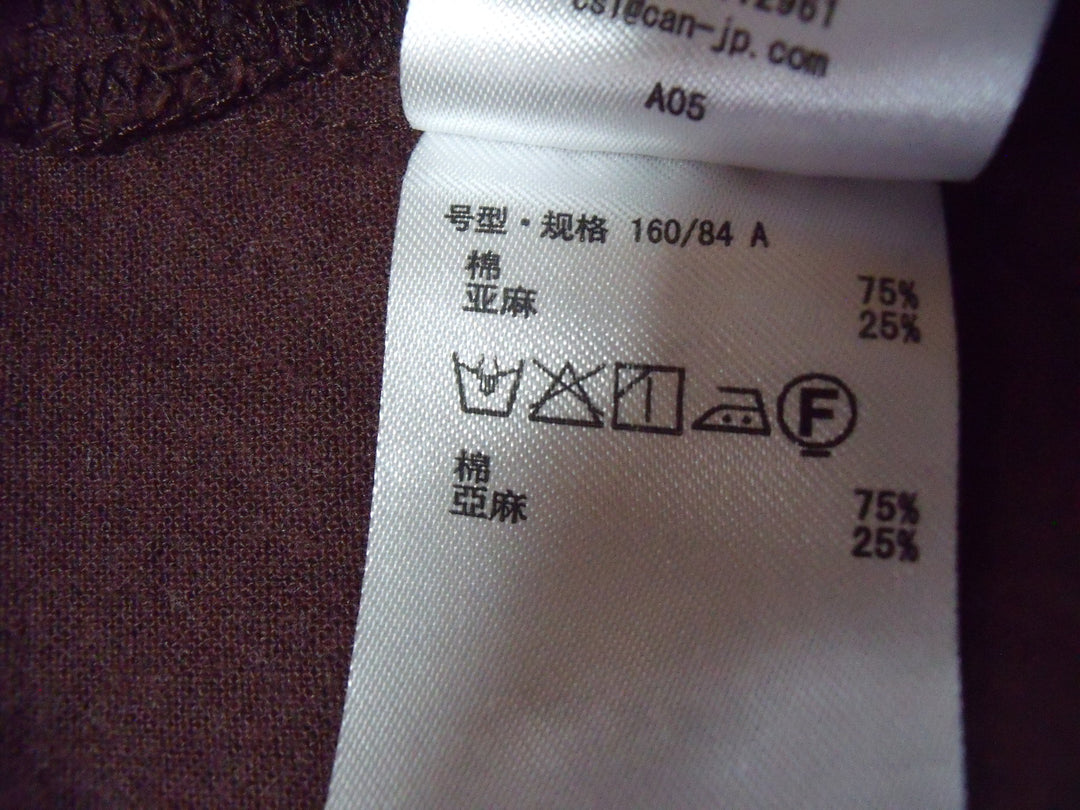 cs1@can-jp.com
A05
号型·规格 160/84 A
棉 75%
亚麻 25%
F
棉 75%
亞麻 25%